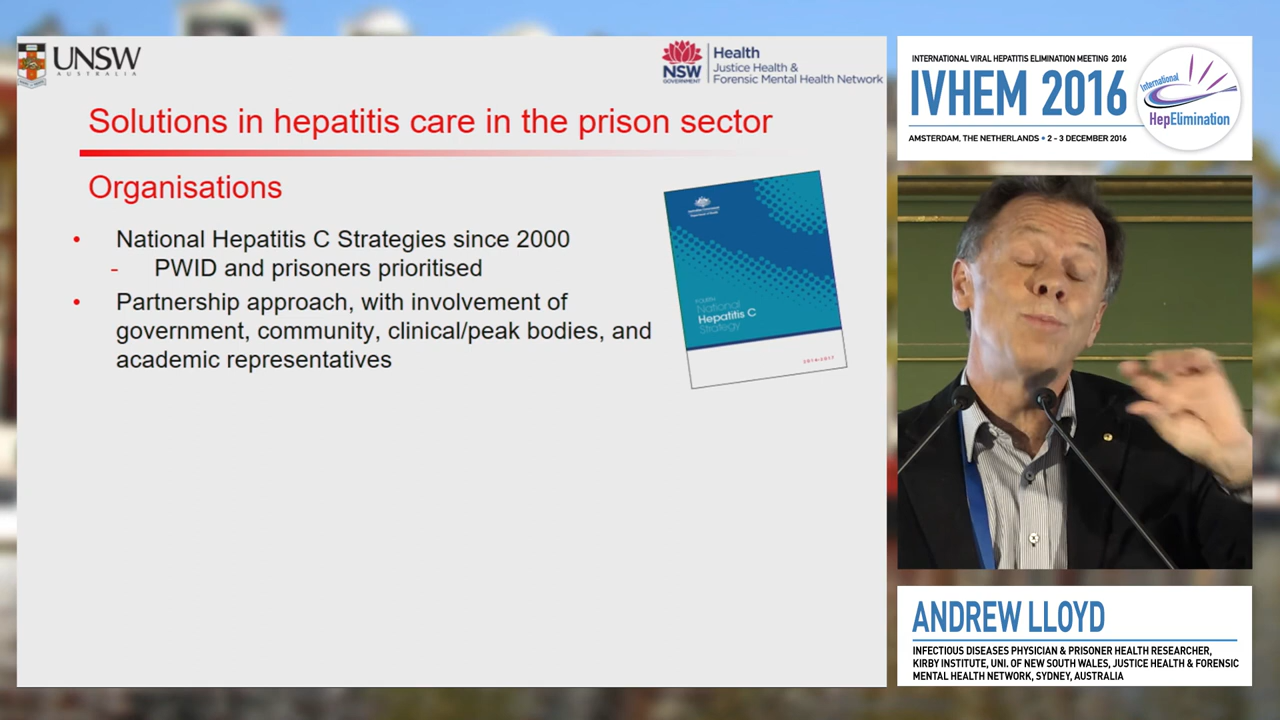 UNSW
AUSTRALIA
NSW
GOVERNMENT
Health
Justice Health &
Forensic Mental Health Network
Solutions in hepatitis care in the prison sector
Organisations
• National Hepatitis C Strategies since 2000
- PWID and prisoners prioritised
• Partnership approach, with involvement of
government, community, clinical/peak bodies, and
academic representatives
FOURTH
National
Hepatitis C
Strategy
INTERNATIONAL VIRAL HEPATITIS ELIMINATION MEETING 2016
IVHEM 2016
AMSTERDAM, THE NETHERLANDS • 2 - 3 DECEMBER 2016
International
HepElimination
ANDREW LLOYD
INFECTIOUS DISEASES PHYSICIAN & PRISONER HEALTH RESEARCHER,
KIRBY INSTITUTE, UNI. OF NEW SOUTH WALES, JUSTICE HEALTH & FORENSIC
MENTAL HEALTH NETWORK, SYDNEY, AUSTRALIA